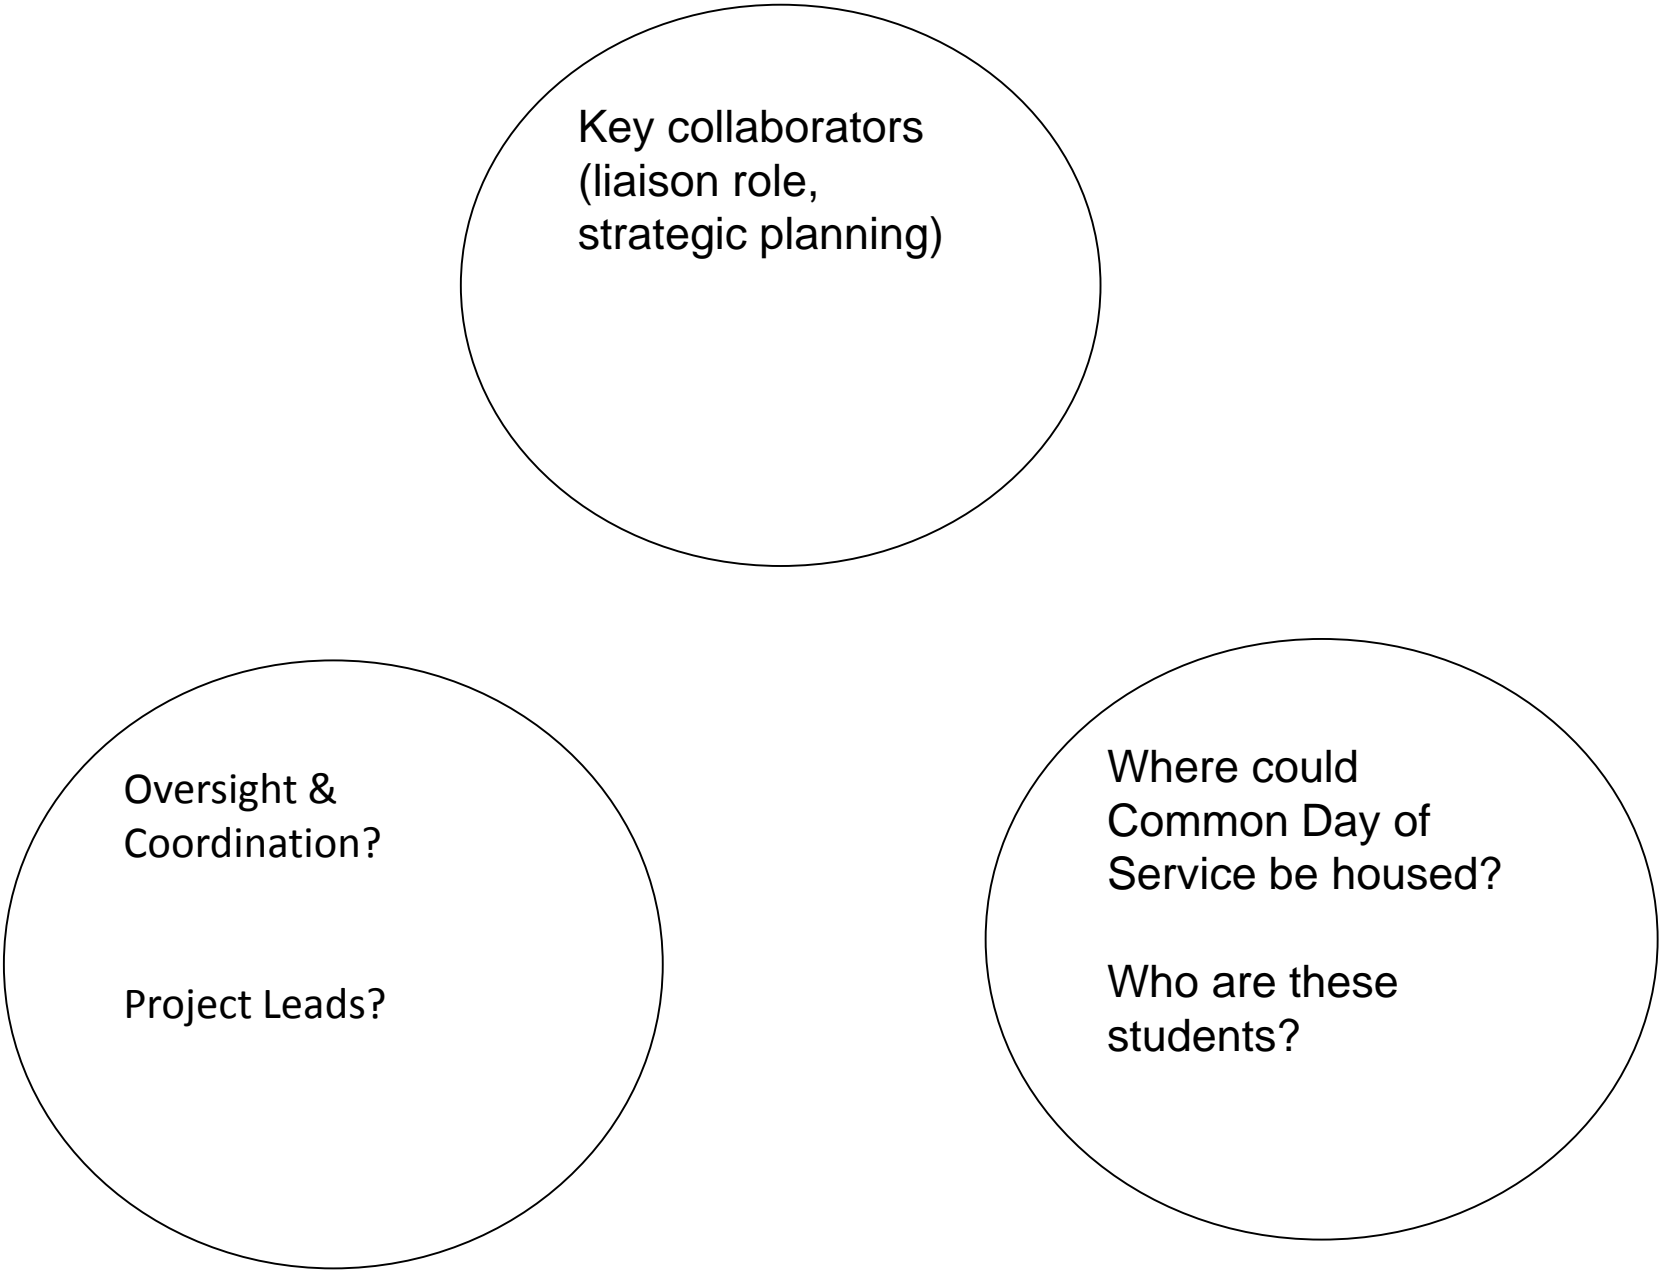 Key collaborators
(liaison role,
strategic planning)
Oversight &
Coordination?
Project Leads?
Where could
Common Day of
Service be housed?
Who are these
students?